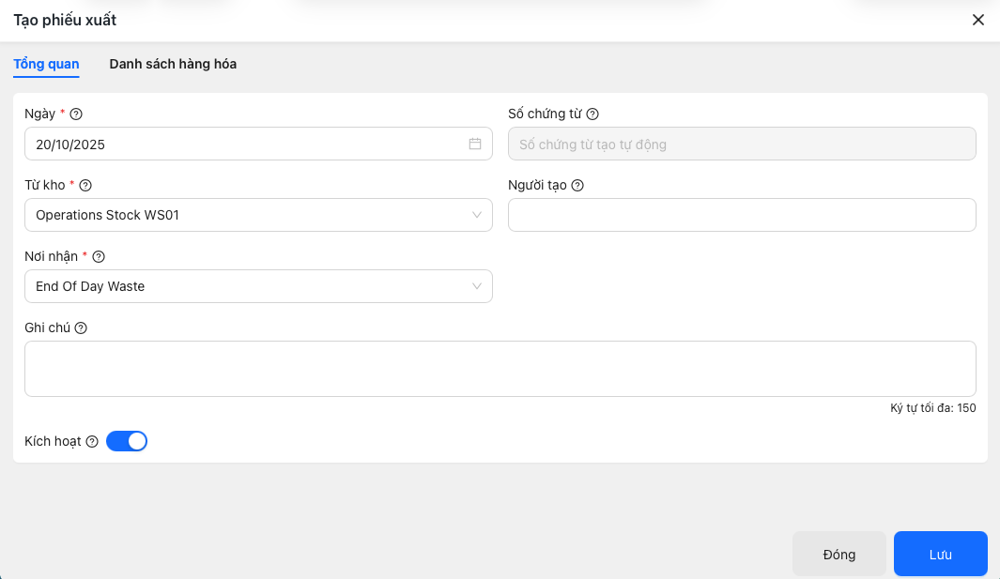 Tạo phiếu xuất
Tổng quan Danh sách hàng hóa
Ngày * Số chứng từ
20/10/2025 Số chứng từ tạo tự động
Từ kho * Người tạo
Operations Stock WS01
Nơi nhận *
End Of Day Waste
Ghi chú
Ký tự tối đa: 150
Kích hoạt
Đóng Lưu